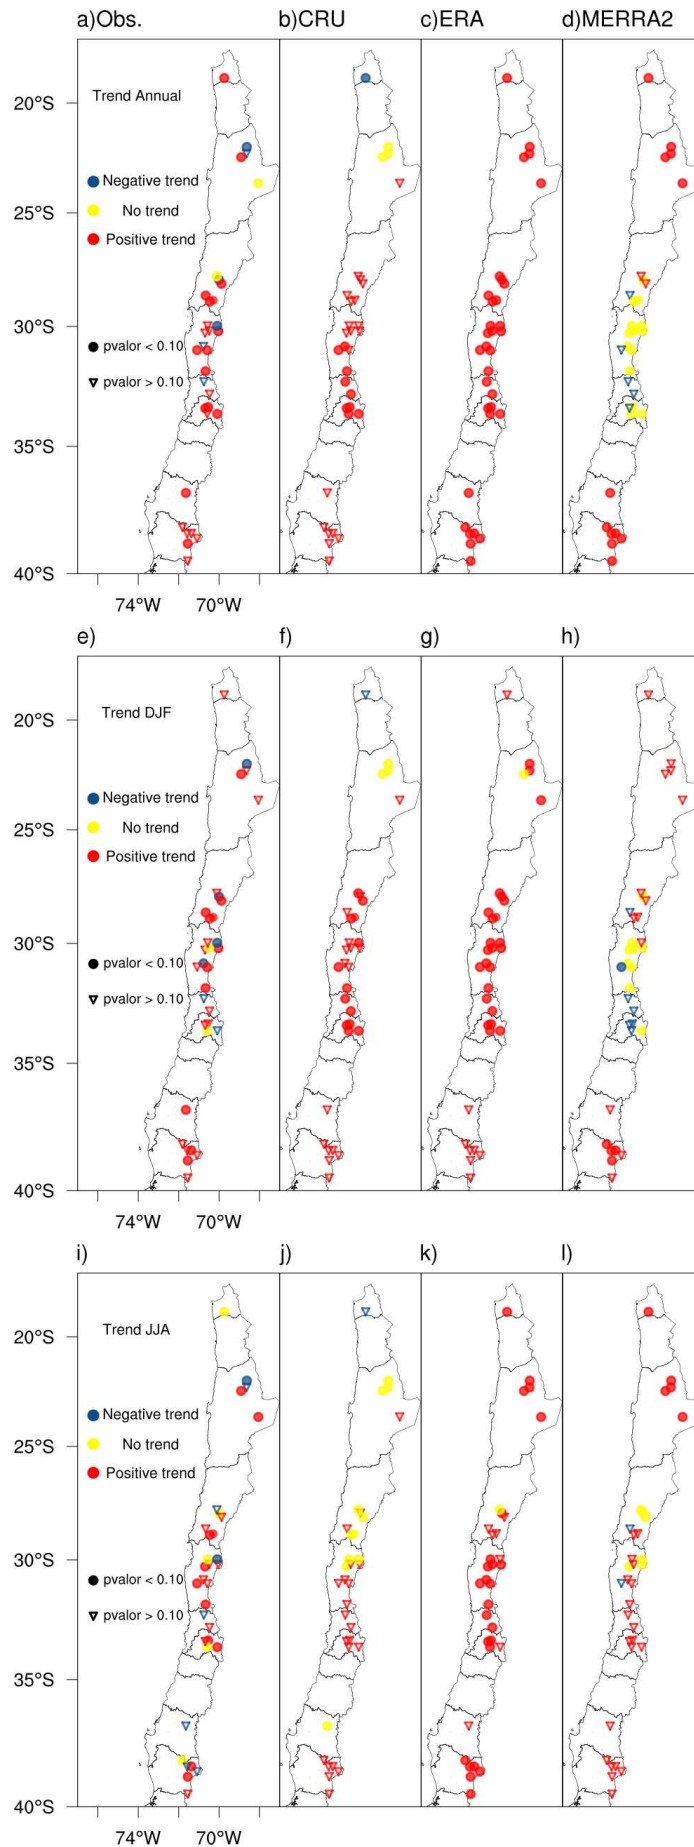 a)Obs. b)CRU c)ERA d)MERRA2
20°S
Trend Annual
Negative trend
No trend
25°S
Positive trend
30°S
pvalor < 0.10
pvalor > 0.10
35°S
40°S
74°W 70°W
e) f) g) h)
20°S
Trend DJF
Negative trend
No trend
25°S
Positive trend
30°S
pvalor < 0.10
pvalor > 0.10
35°S
40°S
74°W 70°W
i) j) k) l)
20°S
Trend JJA
Negative trend
No trend
25°S
Positive trend
30°S
pvalor < 0.10
pvalor > 0.10
35°S
40°S
74°W 70°W